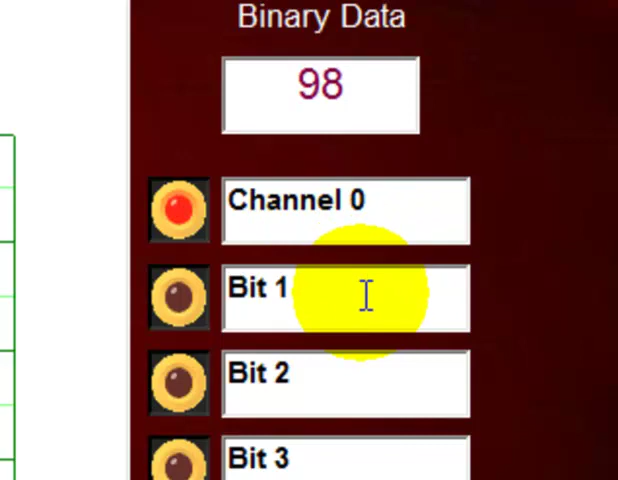 Binary Data
98
Channel 0
Bit 1
Bit 2
Bit 3